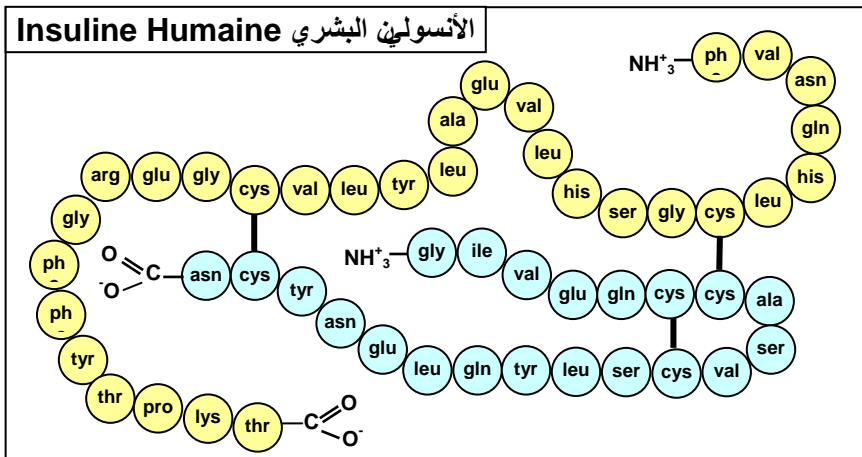 Insuline Humaine الأنسولين البشري
NH+3 ph val asn gln his leu cys gly ser his leu val glu ala leu tyr leu val cys gly glu arg gly ph ph tyr thr pro lys thr C O O-
NH+3 gly ile val glu gln cys cys ala ser val cys ser leu tyr gln leu glu asn tyr cys asn C O -O